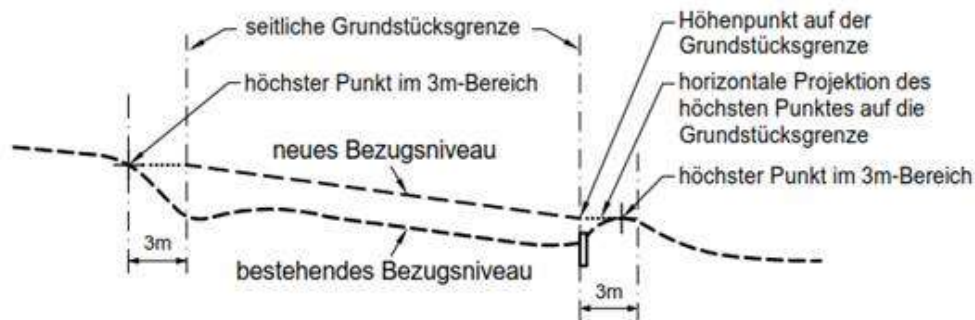 seitliche Grundstücksgrenze
Höhenpunkt auf der
Grundstücksgrenze
höchster Punkt im 3m-Bereich
horizontale Projektion des
höchsten Punktes auf die
Grundstücksgrenze
neues Bezugsniveau
höchster Punkt im 3m-Bereich
3m
bestehendes Bezugsniveau
3m